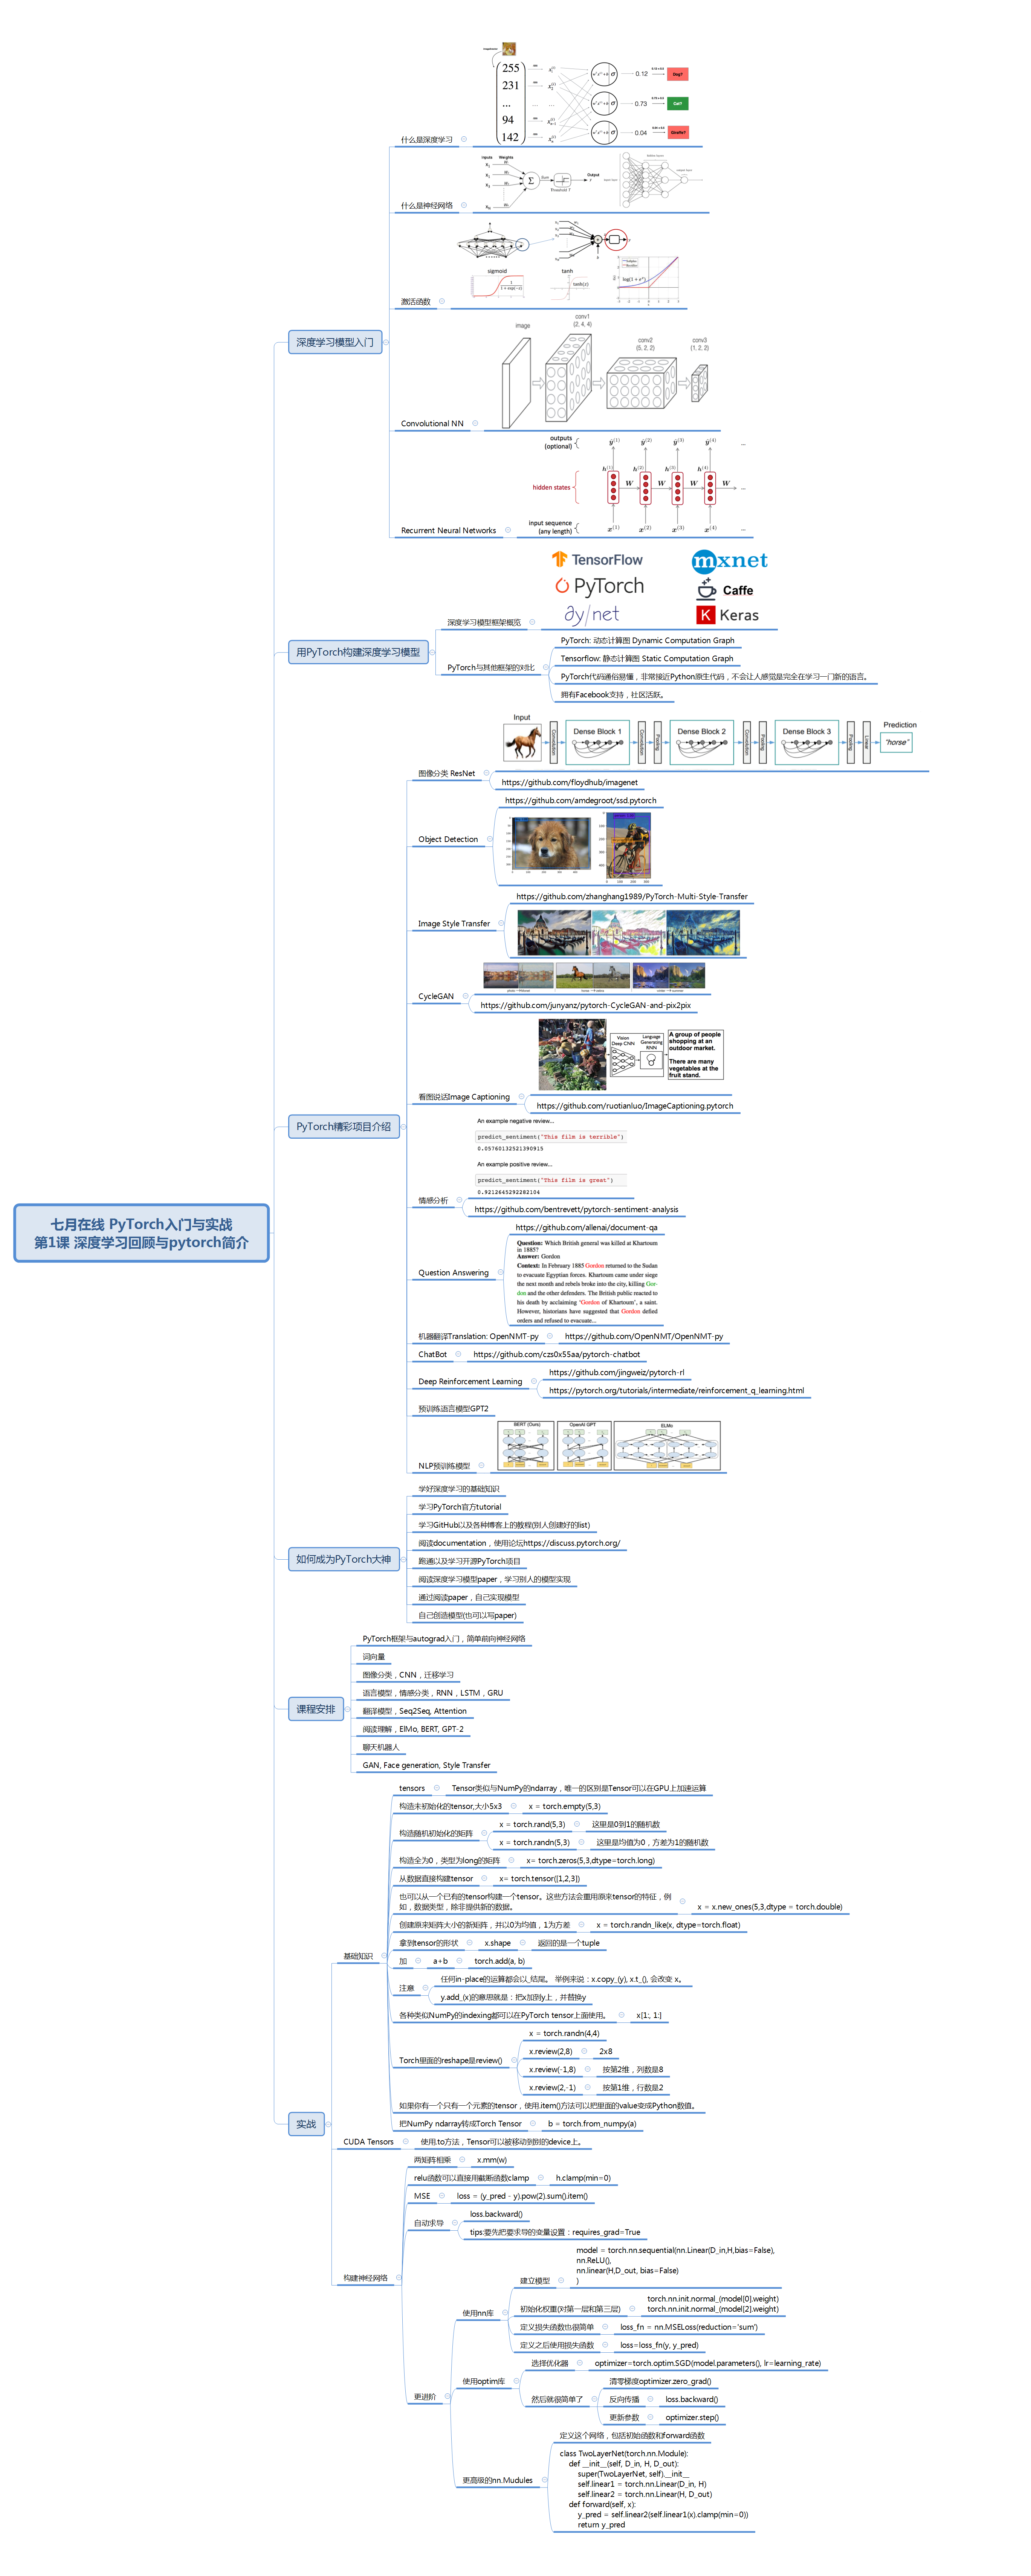 七月在线 PyTorch入门与实战
第1课 深度学习回顾与pytorch简介
深度学习模型入门
什么是深度学习
255
231
...
94
142
0.12
0.73
0.04
Dog?
Cat?
Giraffe?
什么是神经网络
Inputs Weights
Sum
Threshold T
Output
激活函数
sigmoid
tanh
tanh(z)
Convolutional NN
image
conv1
(2, 4, 4)
conv2
(5, 2, 2)
conv3
(1, 2, 2)
Recurrent Neural Networks
outputs
(optional)
hidden states
input sequence
(any length)
用PyTorch构建深度学习模型
深度学习模型框架概览
TensorFlow
mxnet
PyTorch
Caffe
dy/net
K Keras
PyTorch与其他框架的对比
PyTorch: 动态计算图 Dynamic Computation Graph
Tensorflow: 静态计算图 Static Computation Graph
PyTorch代码通俗易懂，非常接近Python原生代码，不会让人感觉是完全在学习一门新的语言。
拥有Facebook支持，社区活跃。
PyTorch精彩项目介绍
图像分类 ResNet
Input
Convolution
Dense Block 1
Convolution
Pooling
Dense Block 2
Convolution
Pooling
Dense Block 3
Pooling
Linear
Prediction
"horse"
https://github.com/floydhub/imagenet
Object Detection
https://github.com/amdegroot/ssd.pytorch
Image Style Transfer
https://github.com/zhanghang1989/PyTorch-Multi-Style-Transfer
CycleGAN
https://github.com/junyanz/pytorch-CycleGAN-and-pix2pix
看图说话Image Captioning
Vision
Deep CNN
Language
Generating
RNN
A group of people
shopping at an
outdoor market.
There are many
vegetables at the
fruit stand.
https://github.com/ruotianluo/ImageCaptioning.pytorch
情感分析
An example negative review...
predict_sentiment("This film is terrible")
0.05760132521390915
An example positive review...
predict_sentiment("This film is great")
0.9212645292282104
https://github.com/bentrevett/pytorch-sentiment-analysis
Question Answering
https://github.com/allenai/document-qa
Question: Which British general was killed at Khartoum
in 1885?
Answer: Gordon
Context: In February 1885 Gordon returned to the Sudan
to evacuate Egyptian forces. Khartoum came under siege
the next month and rebels broke into the city, killing Gor-
don and the other defenders. The British public reacted to
his death by acclaiming 'Gordon of Khartoum', a saint.
However, historians have suggested that Gordon defied
orders and refused to evacuate...
机器翻译Translation: OpenNMT-py
https://github.com/OpenNMT/OpenNMT-py
ChatBot
https://github.com/czs0x55aa/pytorch-chatbot
Deep Reinforcement Learning
https://github.com/jingweiz/pytorch-rl
https://pytorch.org/tutorials/intermediate/reinforcement_q_learning.html
预训练语言模型GPT2
NLP预训练模型
BERT (Ours)
OpenAI GPT
ELMo
如何成为PyTorch大神
学好深度学习的基础知识
学习PyTorch官方tutorial
学习GitHub以及各种博客上的教程(别人创建好的list)
阅读documentation，使用论坛https://discuss.pytorch.org/
跑通以及学习开源PyTorch项目
阅读深度学习模型paper，学习别人的模型实现
通过阅读paper，自己实现模型
自己创造模型(也可以写paper)
课程安排
PyTorch框架与autograd入门，简单前向神经网络
词向量
图像分类，CNN，迁移学习
语言模型，情感分类，RNN，LSTM，GRU
翻译模型，Seq2Seq, Attention
阅读理解，ElMo, BERT, GPT-2
聊天机器人
GAN, Face generation, Style Transfer
实战
基础知识
tensors
Tensor类似与NumPy的ndarray，唯一的区别是Tensor可以在GPU上加速运算
构造未初始化的tensor,大小5x3
x = torch.empty(5,3)
构造随机初始化的矩阵
x = torch.rand(5,3)
这里是0到1的随机数
x = torch.randn(5,3)
这里是均值为0，方差为1的随机数
构造全为0，类型为long的矩阵
x= torch.zeros(5,3,dtype=torch.long)
从数据直接构建tensor
x= torch.tensor([1,2,3])
也可以从一个已有的tensor构建一个tensor。这些方法会重用原来tensor的特征，例
如，数据类型，除非提供新的数据。
x = x.new_ones(5,3,dtype = torch.double)
创建原来矩阵大小的新矩阵，并以0为均值，1为方差
x = torch.randn_like(x, dtype=torch.float)
拿到tensor的形状
x.shape
返回的是一个tuple
加
a+b
torch.add(a, b)
注意
任何in-place的运算都会以_结尾。 举例来说：x.copy_(y), x.t_(), 会改变 x。
y.add_(x)的意思就是：把x加到y上，并替换y
各种类似NumPy的indexing都可以在PyTorch tensor上面使用。
x[1:, 1:]
Torch里面的reshape是review()
x = torch.randn(4,4)
x.review(2,8)
2x8
x.review(-1,8)
按第2维，列数是8
x.review(2,-1)
按第1维，行数是2
如果你有一个只有一个元素的tensor，使用.item()方法可以把里面的value变成Python数值。
把NumPy ndarray转成Torch Tensor
b = torch.from_numpy(a)
CUDA Tensors
使用.to方法，Tensor可以被移动到别的device上。
构建神经网络
两矩阵相乘
x.mm(w)
relu函数可以直接用截断函数clamp
h.clamp(min=0)
MSE
loss = (y_pred - y).pow(2).sum().item()
自动求导
loss.backward()
tips:要先把要求导的变量设置：requires_grad=True
更进阶
使用nn库
建立模型
model = torch.nn.sequential(nn.Linear(D_in,H,bias=False),
nn.ReLU(),
nn.linear(H,D_out, bias=False)
)
初始化权重(对第一层和第三层)
torch.nn.init.normal_(model[0].weight)
torch.nn.init.normal_(model[2].weight)
定义损失函数也很简单
loss_fn = nn.MSELoss(reduction='sum')
定义之后使用损失函数
loss=loss_fn(y, y_pred)
使用optim库
选择优化器
optimizer=torch.optim.SGD(model.parameters(), lr=learning_rate)
然后就很简单了
清零梯度optimizer.zero_grad()
反向传播
loss.backward()
更新参数
optimizer.step()
更高级的nn.Mudules
定义这个网络，包括初始函数和forward函数
class TwoLayerNet(torch.nn.Module):
def __init__(self, D_in, H, D_out):
super(TwoLayerNet, self).__init__
self.linear1 = torch.nn.Linear(D_in, H)
self.linear2 = torch.nn.Linear(H, D_out)
def forward(self, x):
y_pred = self.linear2(self.linear1(x).clamp(min=0))
return y_pred